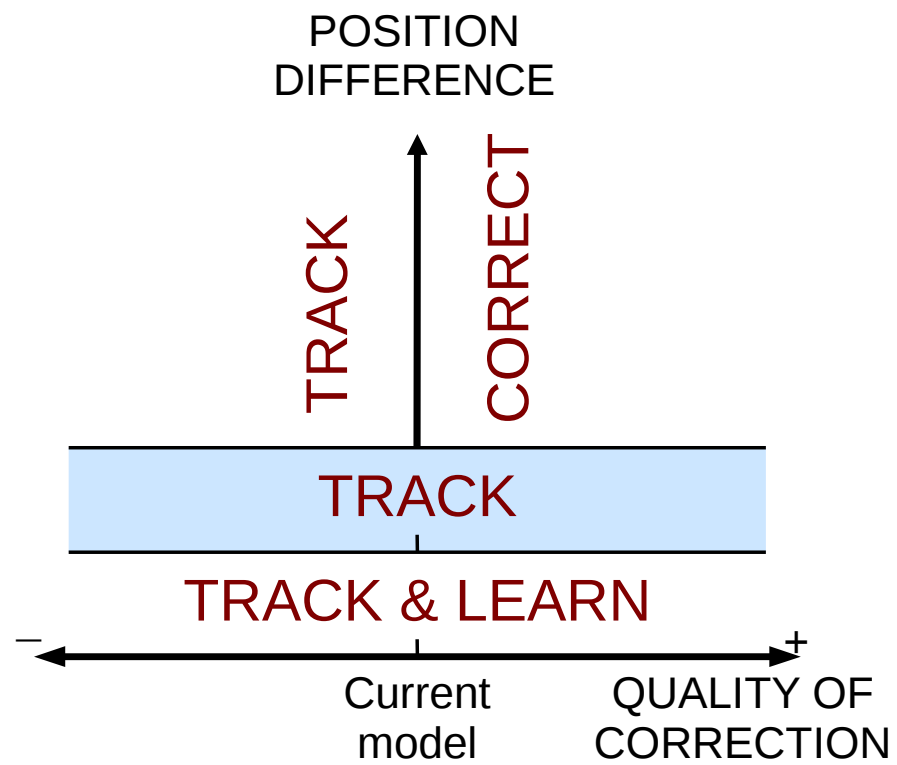 POSITION
DIFFERENCE
TRACK
CORRECT
TRACK
TRACK & LEARN
– +
Current
model
QUALITY OF
CORRECTION